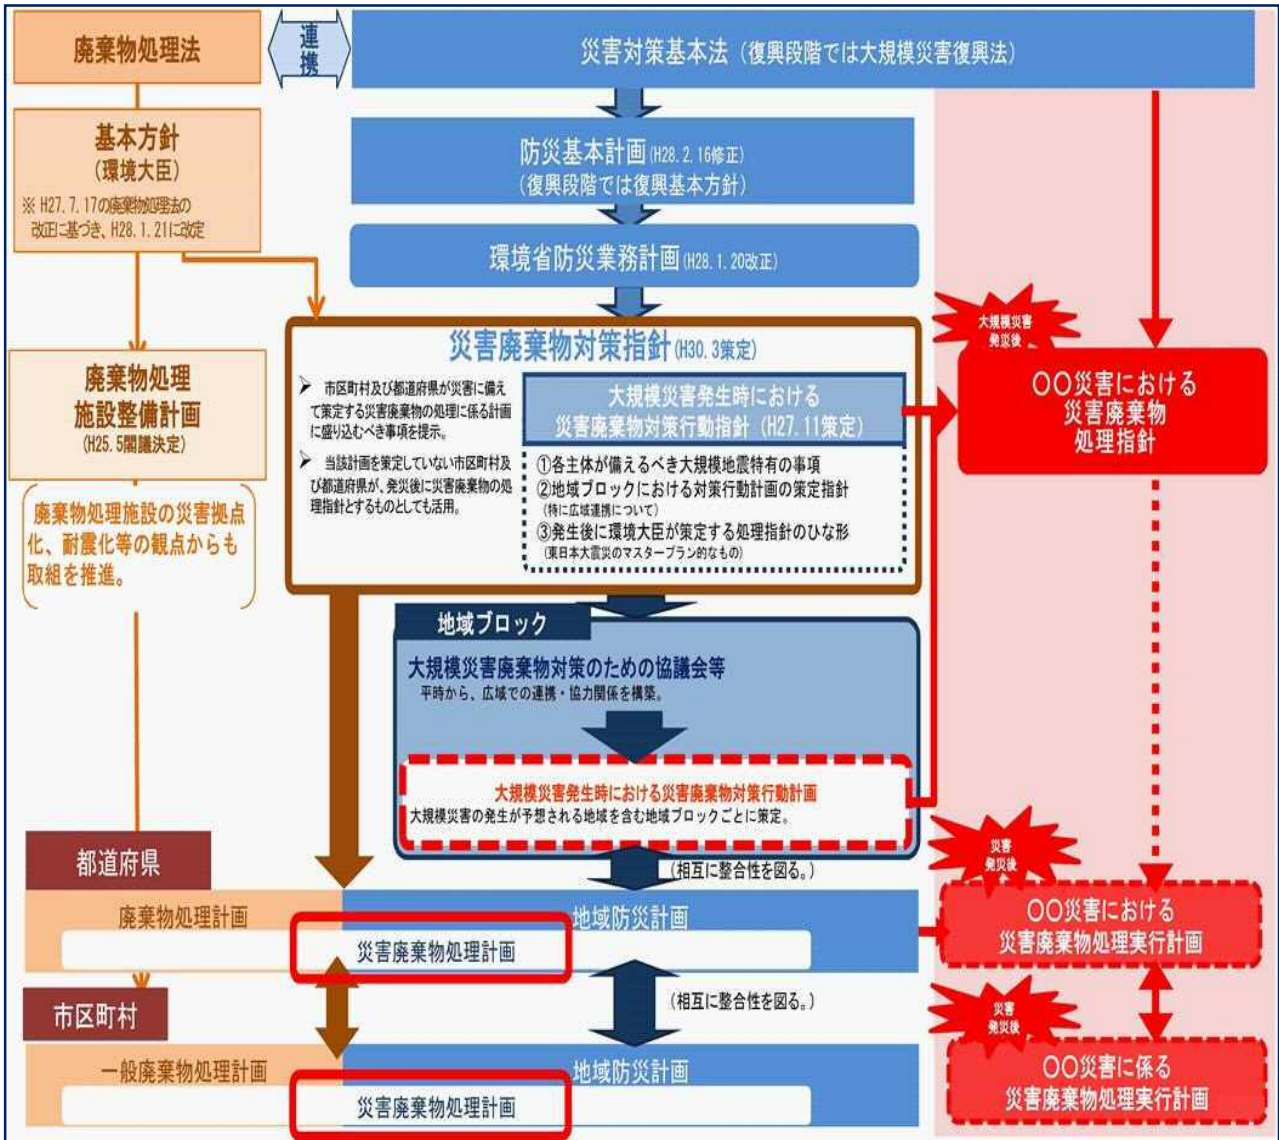 廃棄物処理法
連携
災害対策基本法（復興段階では大規模災害復興法）
基本方針
（環境大臣）
※ H27.7.17の廃棄物処理法の
改正に基づき、H28.1.21に改定
防災基本計画(H28.2.16修正)
（復興段階では復興基本方針）
環境省防災業務計画(H28.1.20改正)
廃棄物処理
施設整備計画
(H25.5閣議決定)
廃棄物処理施設の災害拠点
化、耐震化等の観点からも
取組を推進。
災害廃棄物対策指針(H30.3策定)
➢ 市区町村及び都道府県が災害に備え
て策定する災害廃棄物の処理に係る計画
に盛り込むべき事項を提示。
➢ 当該計画を策定していない市区町村及
び都道府県が、発災後に災害廃棄物の処
理指針とするものとしても活用。
大規模災害発生時における
災害廃棄物対策行動指針（H27.11策定）
①各主体が備えるべき大規模地震特有の事項
②地域ブロックにおける対策行動計画の策定指針
（特に広域連携について）
③発生後に環境大臣が策定する処理指針のひな形
（東日本大震災のマスタープラン的なもの）
大規模災害
発災後
〇〇災害における
災害廃棄物
処理指針
地域ブロック
大規模災害廃棄物対策のための協議会等
平時から、広域での連携・協力関係を構築。
大規模災害発生時における災害廃棄物対策行動計画
大規模災害の発生が予想される地域を含む地域ブロックごとに策定。
（相互に整合性を図る。）
都道府県
廃棄物処理計画
地域防災計画
災害廃棄物処理計画
災害
発災後
〇〇災害における
災害廃棄物処理実行計画
（相互に整合性を図る。）
市区町村
一般廃棄物処理計画
地域防災計画
災害廃棄物処理計画
災害
発災後
〇〇災害に係る
災害廃棄物処理実行計画